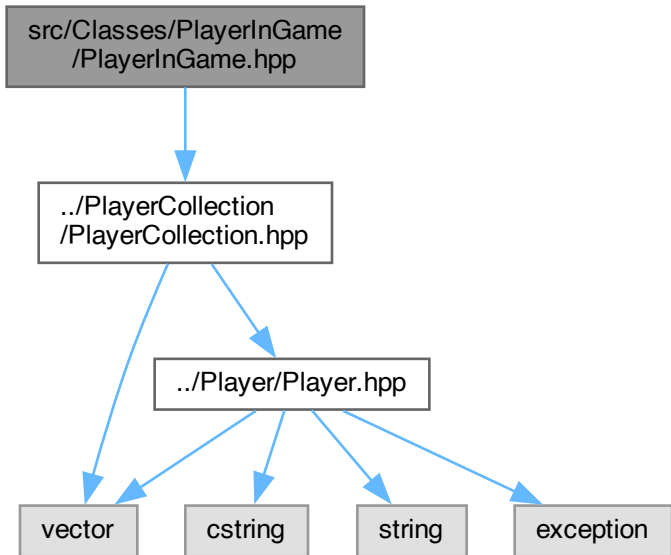 src/Classes/PlayerInGame
/PlayerInGame.hpp
../PlayerCollection
/PlayerCollection.hpp
../Player/Player.hpp
vector
cstring
string
exception